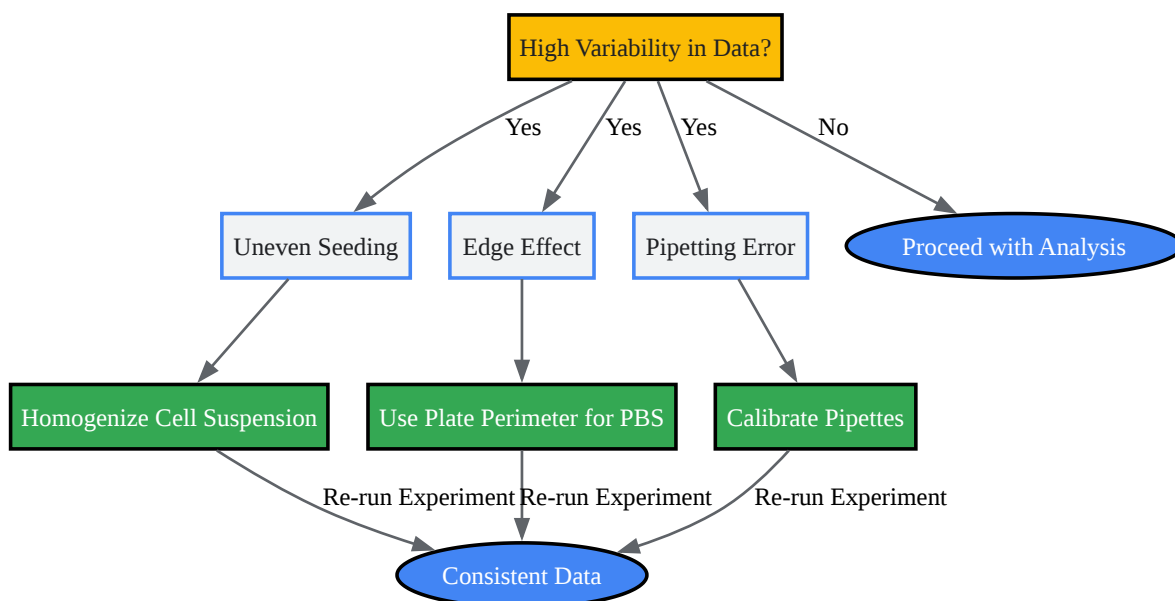 High Variability in Data?
Yes
Yes
Yes
No
Uneven Seeding
Edge Effect
Pipetting Error
Proceed with Analysis
Homogenize Cell Suspension
Use Plate Perimeter for PBS
Calibrate Pipettes
Re-run Experiment
Re-run Experiment
Re-run Experiment
Consistent Data